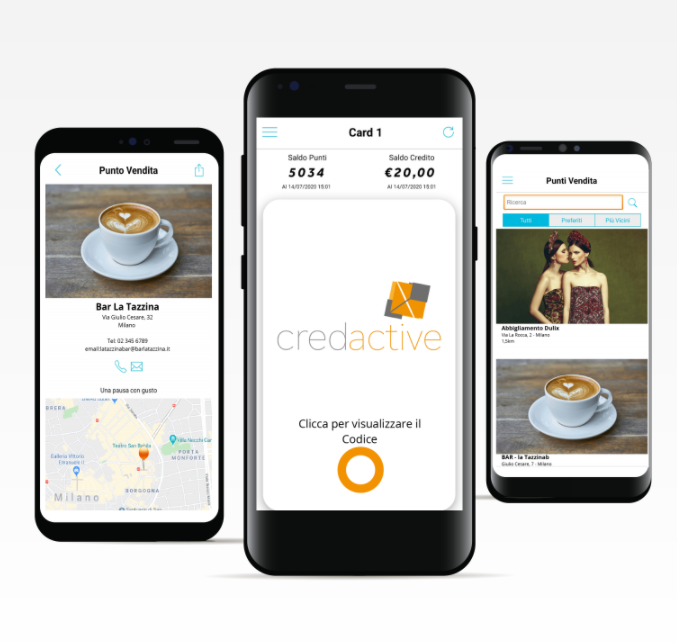 Punto Vendita
Bar La Tazzina
Via Giulio Cesare, 32
Milano
Tel: 02 345 6789
email:latazzinabar@barlatazzina.it
Una pausa con gusto
BRERA
Teatro San Babila
Villa Necchi Cam
Galleria Vittorio
Emanuele II
PORTA
MONFORTE
BORGOGNA
Milano
Card 1
Saldo Punti
Saldo Credito
5034
€20,00
Al 14/07/2020 15:01
Al 14/07/2020 15:01
credactive
Clicca per visualizzare il
Codice
Punti Vendita
Ricerca
Tutti
Preferiti
Più Vicini
Abbigliamento Dulix
Via La Rosca, 2 - Milano
1,5km
BAR - la Tazzinab
Giulio Cesare, 7 - Milano